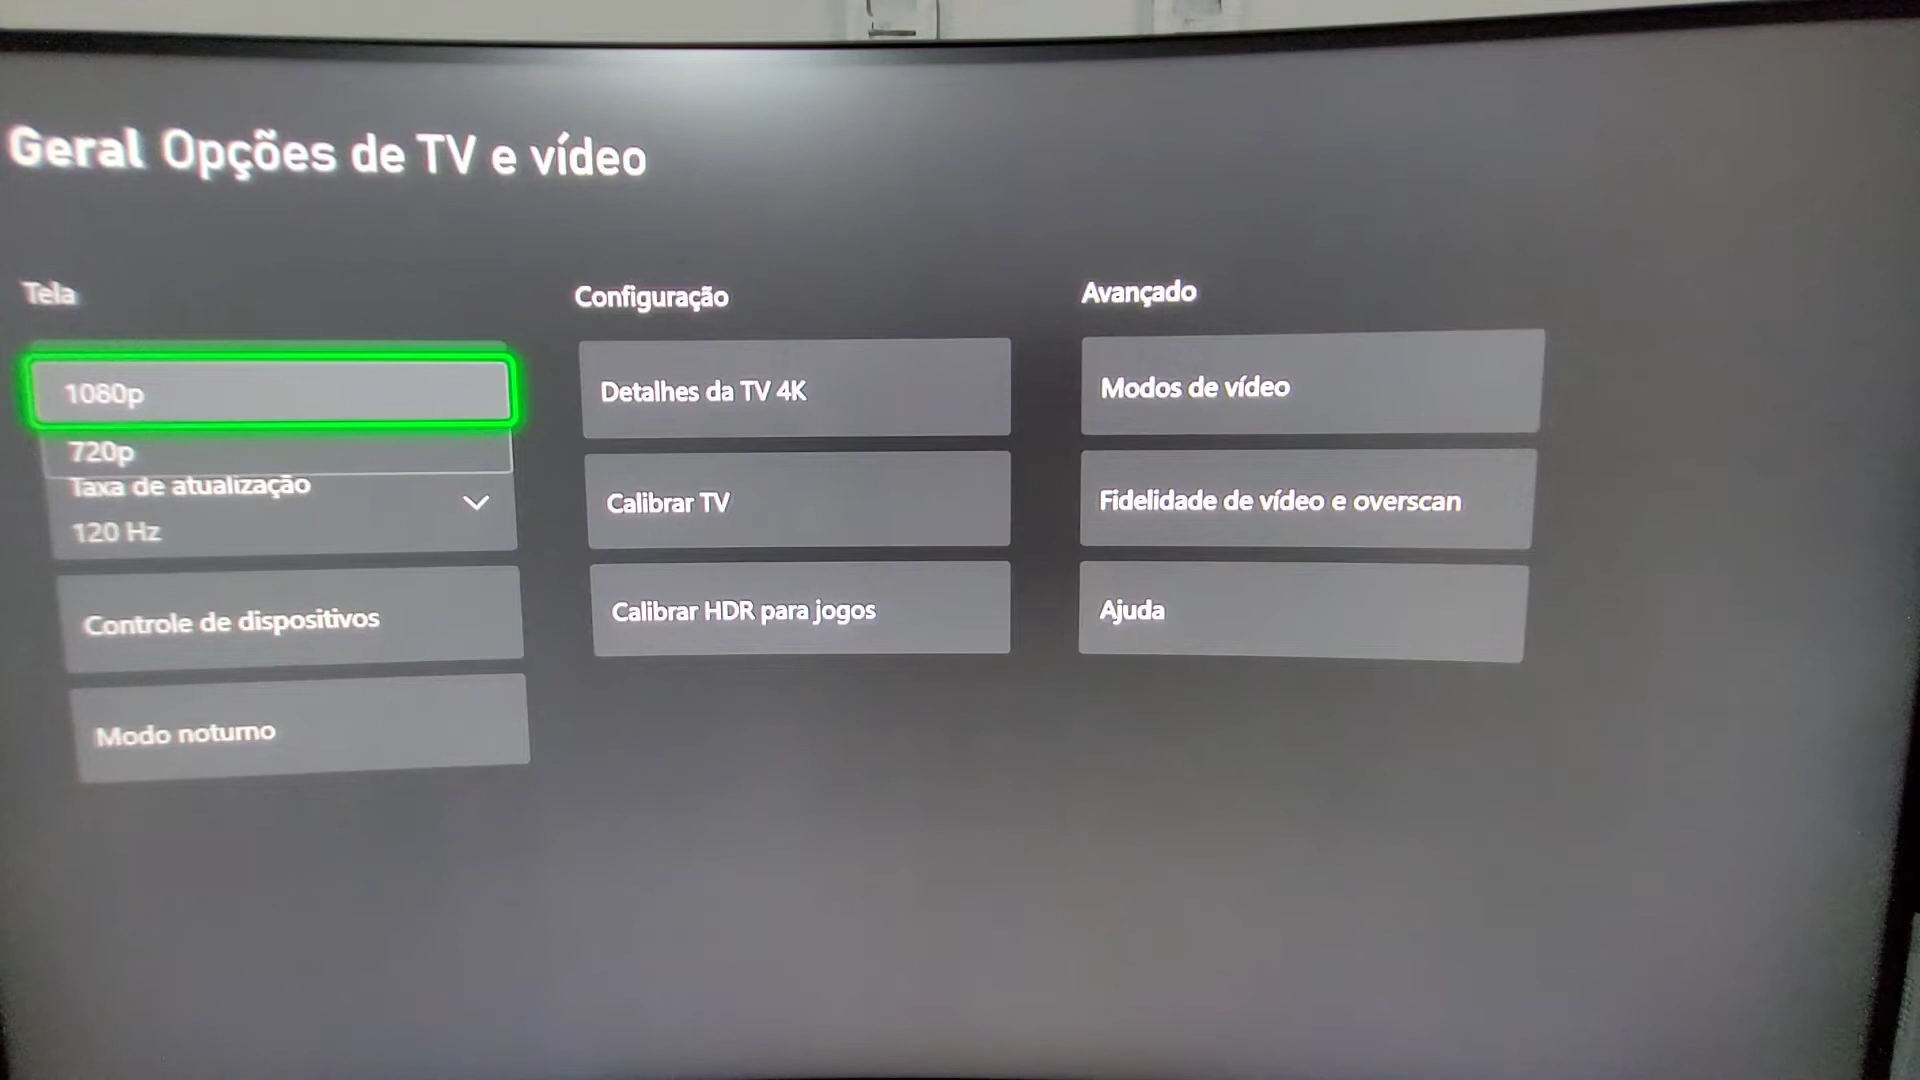 Geral Opções de TV e vídeo
Tela
1080p
720p
Taxa de atualização
120 Hz
Controle de dispositivos
Modo noturno
Configuração
Detalhes da TV 4K
Calibrar TV
Calibrar HDR para jogos
Avançado
Modos de vídeo
Fidelidade de vídeo e overscan
Ajuda